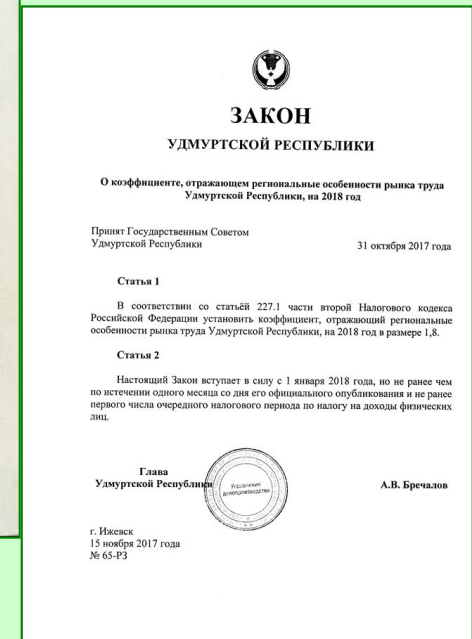 ЗАКОН
УДМУРТСКОЙ РЕСПУБЛИКИ
О коэффициенте, отражающем региональные особенности рынка труда
Удмуртской Республики, на 2018 год
Принят Государственным Советом
Удмуртской Республики 31 октября 2017 года
Статья 1
В соответствии со статьёй 227.1 части второй Налогового кодекса
Российской Федерации установить коэффициент, отражающий региональные
особенности рынка труда Удмуртской Республики, на 2018 год в размере 1,8.
Статья 2
Настоящий Закон вступает в силу с 1 января 2018 года, но не ранее чем
по истечении одного месяца со дня его официального опубликования и не ранее
первого числа очередного налогового периода по налогу на доходы физических
лиц.
Глава
Удмуртской Республики А.В. Бречалов
Управление
делопроизводства
г. Ижевск
15 ноября 2017 года
№ 65-РЗ